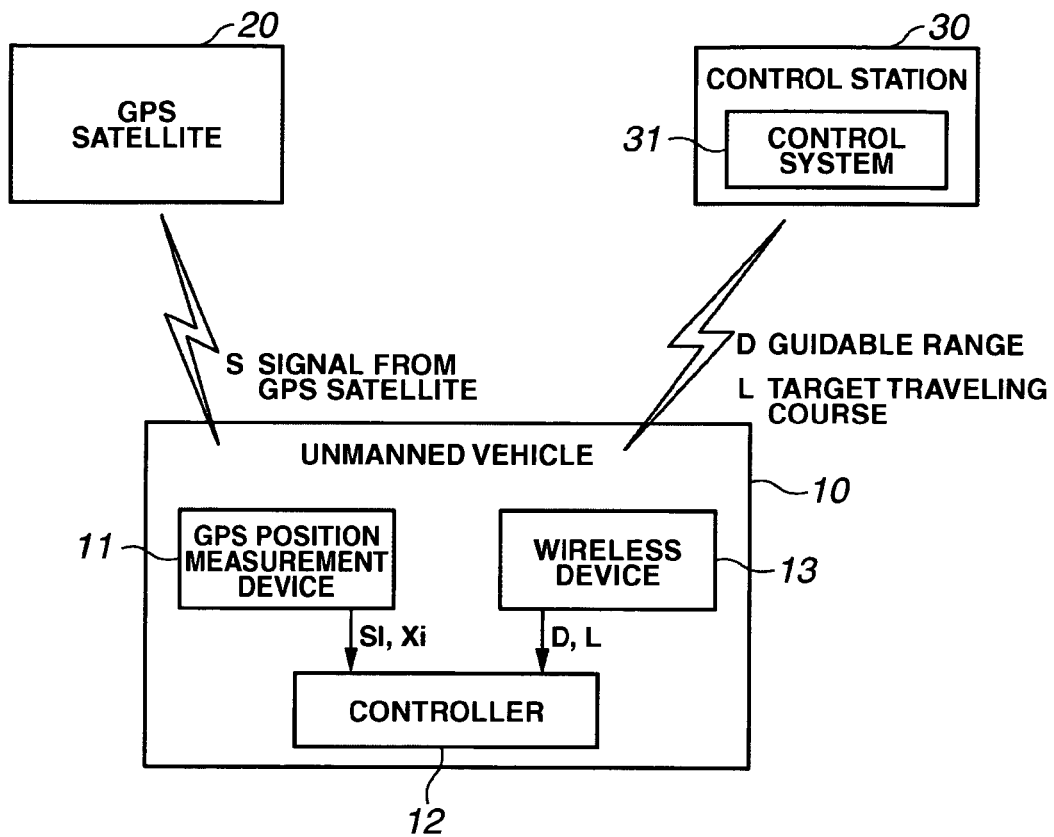 20
GPS
SATELLITE
30
CONTROL STATION
31
CONTROL
SYSTEM
S SIGNAL FROM
GPS SATELLITE
D GUIDABLE RANGE
L TARGET TRAVELING
COURSE
UNMANNED VEHICLE
10
11
GPS POSITION
MEASUREMENT
DEVICE
WIRELESS
DEVICE
13
SI, Xi
D, L
CONTROLLER
12